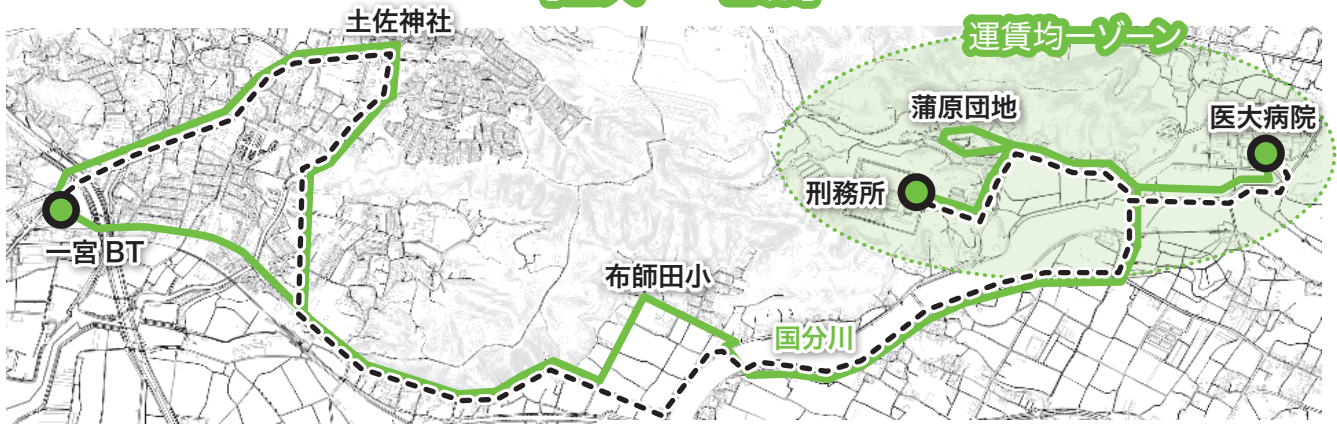 土佐神社
運賃均一ゾーン
蒲原団地
医大病院
刑務所
一宮 BT
布師田小
国分川